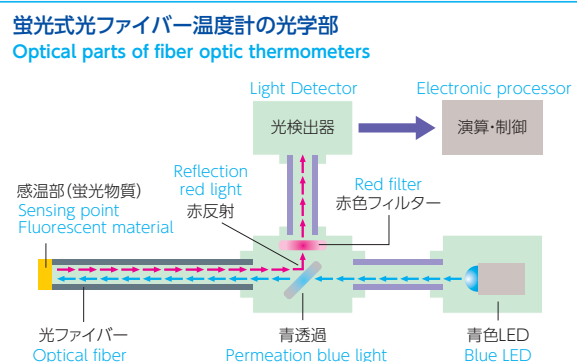 蛍光式光ファイバー温度計の光学部
Optical parts of fiber optic thermometers
Light Detector
光検出器
Electronic processor
演算・制御
Reflection
red light
赤反射
Red filter
赤色フィルター
感温部(蛍光物質)
Sensing point
Fluorescent material
光ファイバー
Optical fiber
青透過
Permeation blue light
青色LED
Blue LED